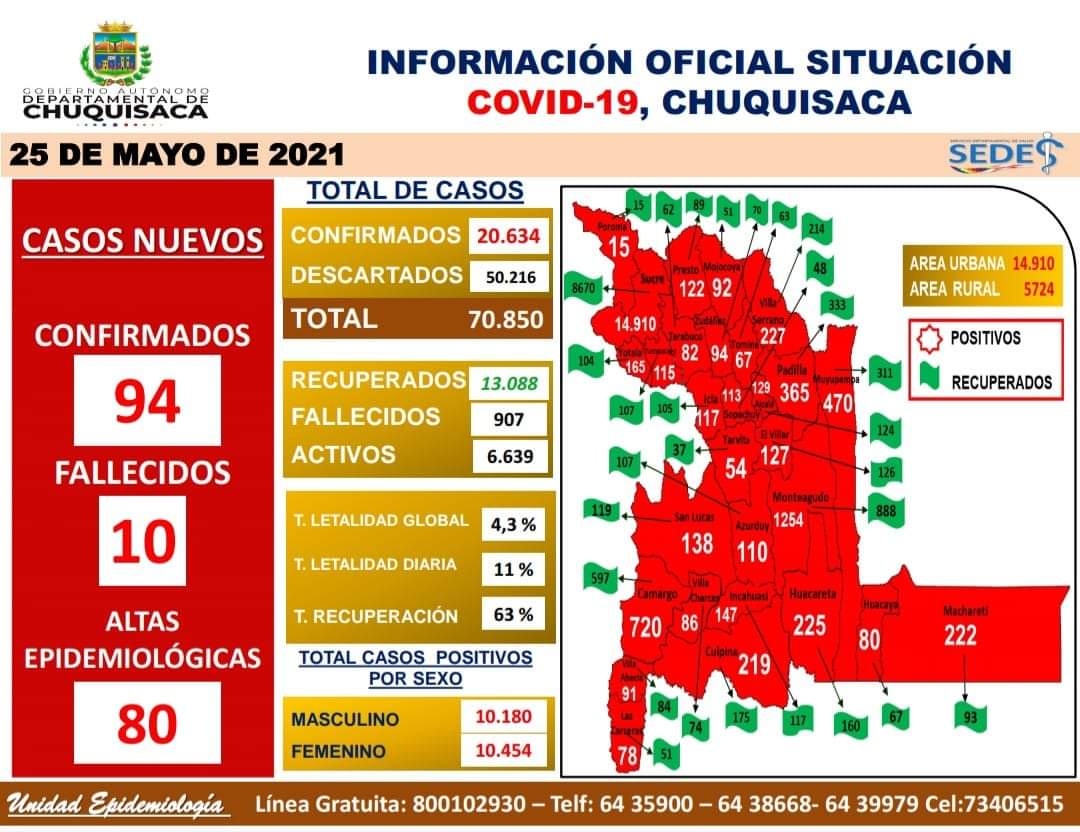 GOBIERNO AUTÓNOMO
DEPARTAMENTAL DE
CHUQUISACA
INFORMACIÓN OFICIAL SITUACIÓN
COVID-19, CHUQUISACA
25 DE MAYO DE 2021
SERVICIO DEPARTAMENTAL DE SALUD
SEDES
CASOS NUEVOS
CONFIRMADOS
94
FALLECIDOS
10
ALTAS
EPIDEMIOLÓGICAS
80
TOTAL DE CASOS
CONFIRMADOS 20.634
DESCARTADOS 50.216
TOTAL 70.850
RECUPERADOS 13.088
FALLECIDOS 907
ACTIVOS 6.639
T. LETALIDAD GLOBAL 4,3 %
T. LETALIDAD DIARIA 11 %
T. RECUPERACIÓN 63 %
TOTAL CASOS POSITIVOS
POR SEXO
MASCULINO 10.180
FEMENINO 10.454
AREA URBANA 14.910
AREA RURAL 5724
POSITIVOS
RECUPERADOS
15
62
89
51
70
63
214
48
333
Poroma
15
Sucre
14.910
8670
Presto
122
Mojocoya
92
Villa
Serrano
227
Zudáñez
94
Tomina
67
Tarabuco
82
Yotala
165
104
115
107
105
Icla
117
113
Sopachuy
129
Alcalá
Padilla
365
Muyupampa
470
311
124
126
888
37
107
Tarvita
54
El Villar
127
Monteagudo
1254
119
San Lucas
138
Azurduy
110
597
Camargo
720
Villa
Charcas
86
Incahuasi
147
Huacareta
225
Huacaya
80
Machareti
222
Culpina
219
Villa
Abecia
91
Las
Carreras
78
84
51
74
175
117
160
67
93
Unidad Epidemiología
Línea Gratuita: 800102930 – Telf: 64 35900 – 64 38668- 64 39979 Cel:73406515